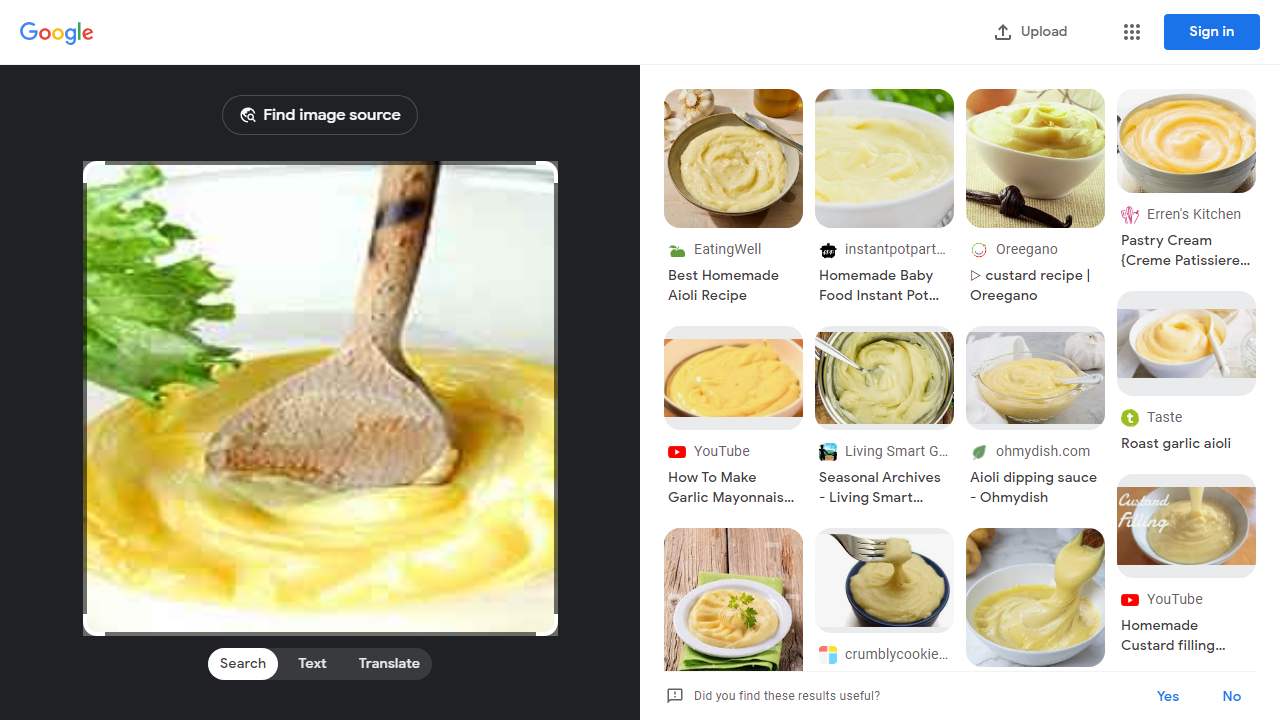 Google
Upload
Sign in
Find image source
Search
Text
Translate
EatingWell
Best Homemade
Aioli Recipe
instantpotpart...
Homemade Baby
Food Instant Pot...
Oreegano
▷ custard recipe |
Oreegano
Erren's Kitchen
Pastry Cream
{Creme Patissiere...
YouTube
How To Make
Garlic Mayonnais...
Living Smart G...
Seasonal Archives
- Living Smart...
ohmydish.com
Aioli dipping sauce
- Ohmydish
Taste
Roast garlic aioli
Custard
Filling
YouTube
Homemade
Custard filling...
crumblycookie...
Did you find these results useful?
Yes
No